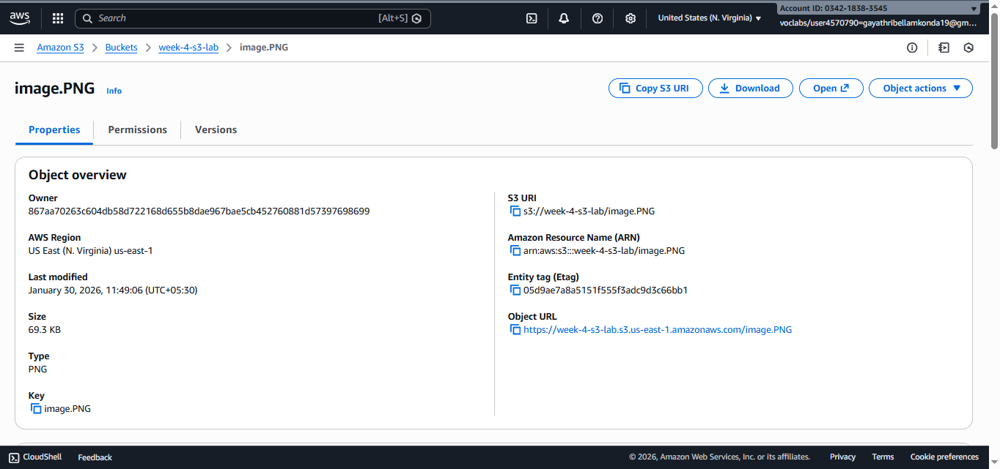 aws
Search [Alt+S]
United States (N. Virginia)
Account ID: 0342-1838-3545
voclabs/user4570790=gayathribellamkonda19@gm...
Amazon S3 > Buckets > week-4-s3-lab > image.PNG
image.PNG Info
Copy S3 URI
Download
Open
Object actions
Properties
Permissions
Versions
Object overview
Owner
867aa70263c604db58d722168d655b8dae967bae5cb452760881d57397698699
AWS Region
US East (N. Virginia) us-east-1
Last modified
January 30, 2026, 11:49:06 (UTC+05:30)
Size
69.3 KB
Type
PNG
Key
image.PNG
S3 URI
s3://week-4-s3-lab/image.PNG
Amazon Resource Name (ARN)
arn:aws:s3:::week-4-s3-lab/image.PNG
Entity tag (Etag)
05d9ae7a8a5151f555f3adc9d3c66bb1
Object URL
https://week-4-s3-lab.s3.us-east-1.amazonaws.com/image.PNG
CloudShell
Feedback
© 2026, Amazon Web Services, Inc. or its affiliates.
Privacy
Terms
Cookie preferences